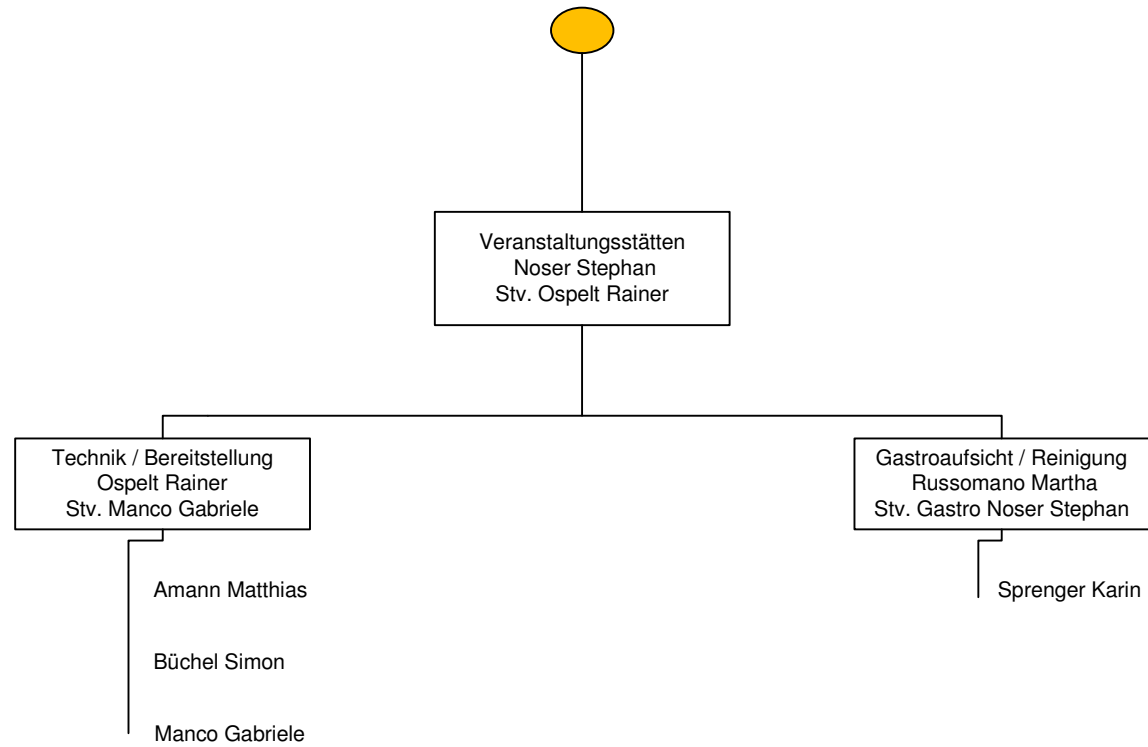 Veranstaltungsstätten
Noser Stephan
Stv. Ospelt Rainer
Technik / Bereitstellung
Ospelt Rainer
Stv. Manco Gabriele
Amann Matthias
Büchel Simon
Manco Gabriele
Gastroaufsicht / Reinigung
Russomano Martha
Stv. Gastro Noser Stephan
Sprenger Karin